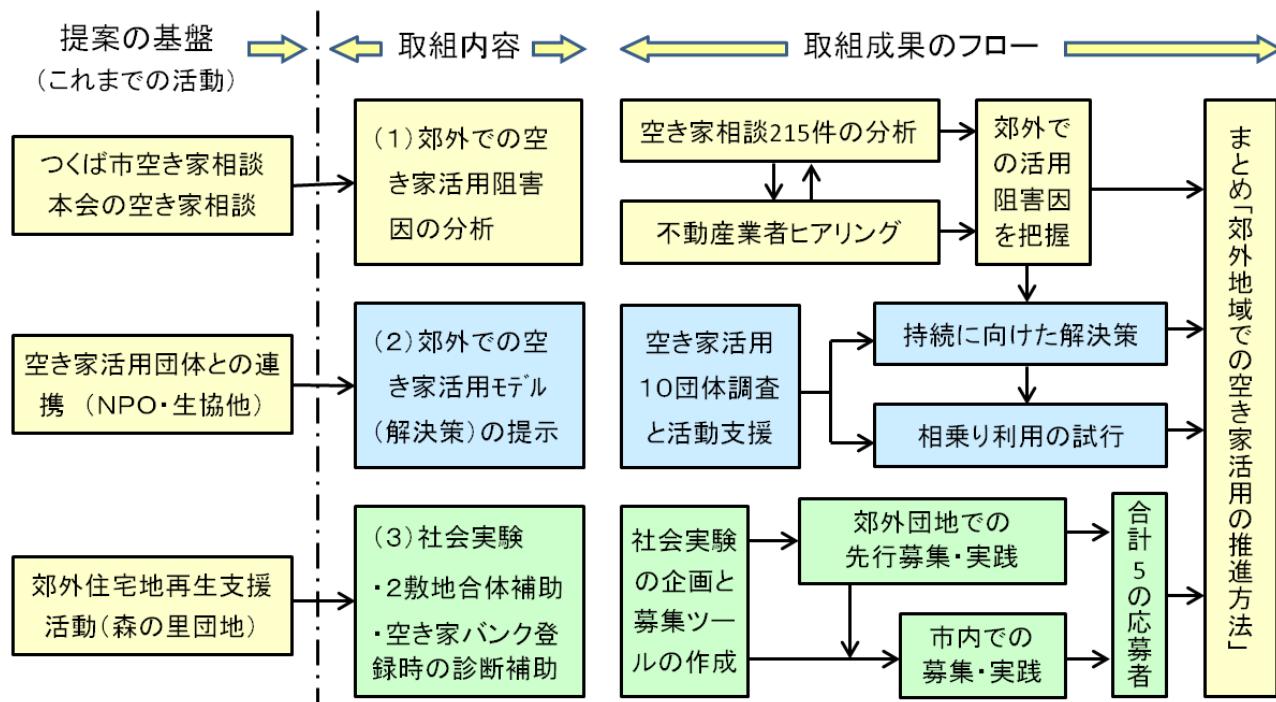 提案の基盤
(これまでの活動)
取組内容
取組成果のフロー
つくば市空き家相談
本会の空き家相談
(1)郊外での空
き家活用阻害
因の分析
空き家相談215件の分析
不動産業者ヒアリング
郊外で
の活用
阻害因
を把握
空き家活用団体との連
携 (NPO・生協他)
(2)郊外での空
き家活用ﾓﾃﾞﾙ
(解決策)の提示
空き家活用
10団体調査
と活動支援
持続に向けた解決策
相乗り利用の試行
郊外住宅地再生支援
活動(森の里団地)
(3)社会実験
・2敷地合体補助
・空き家バンク登
録時の診断補助
社会実験
の企画と
募集ツー
ルの作成
郊外団地での
先行募集・実践
市内での
募集・実践
合計5の応募者
まとめ「郊外地域での空き家活用の推進方法」